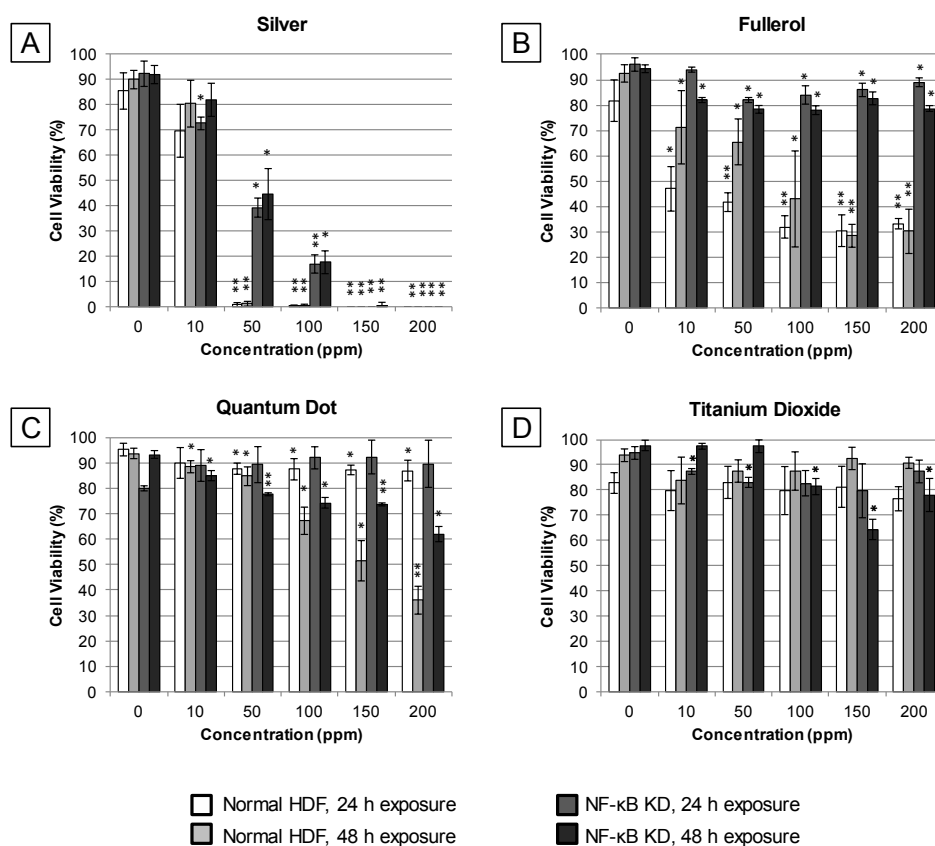 A
Silver
Cell Viability (%)
100
90
80
70
60
50
40
30
20
10
0
* * * ** ** ** ** ** * ** ** ** ** ** ** ** ** **
0 10 50 100 150 200
Concentration (ppm)
B
Fullerol
Cell Viability (%)
100
90
80
70
60
50
40
30
20
10
0
* * * ** * * * ** * * * ** ** * * ** ** * *
0 10 50 100 150 200
Concentration (ppm)
C
Quantum Dot
Cell Viability (%)
100
90
80
70
60
50
40
30
20
10
0
* * * * ** * * * * * ** * ** *
0 10 50 100 150 200
Concentration (ppm)
D
Titanium Dioxide
Cell Viability (%)
100
90
80
70
60
50
40
30
20
10
0
* * * * *
0 10 50 100 150 200
Concentration (ppm)
Normal HDF, 24 h exposure
NF-κB KD, 24 h exposure
Normal HDF, 48 h exposure
NF-κB KD, 48 h exposure